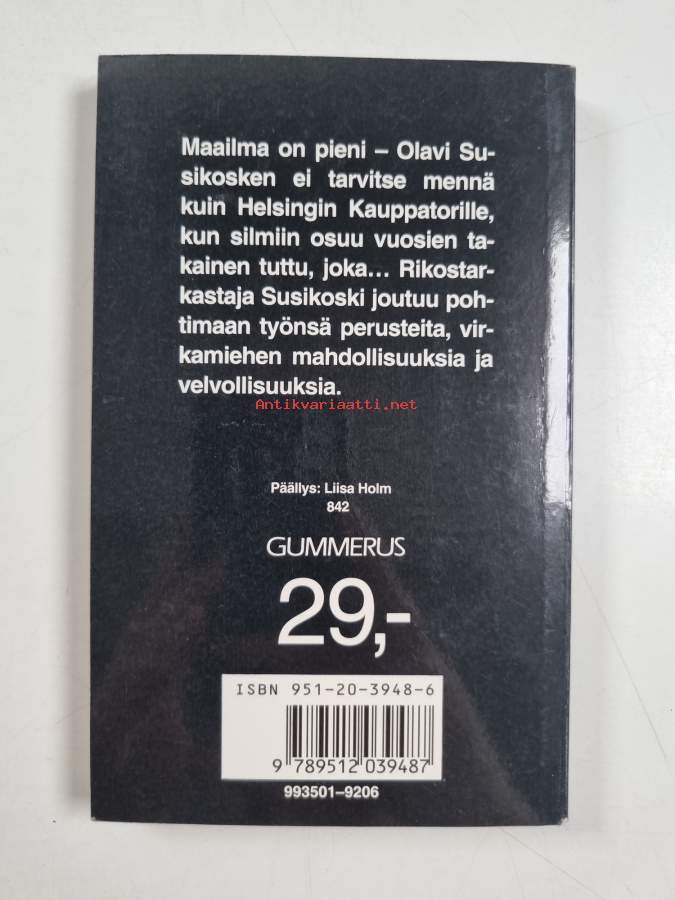 Maailma on pieni – Olavi Su-
sikosken ei tarvitse mennä
kuin Helsingin Kauppatorille,
kun silmiin osuu vuosien ta-
kainen tuttu, joka... Rikostar-
kastaja Susikoski joutuu poh-
timaan työnsä perusteita, vir-
kamiehen mahdollisuuksia ja
velvollisuuksia.
Antikvariaatti.net
Päällys: Liisa Holm
842
GUMMERUS
29,-
ISBN 951-20-3948-6
9 789512 039487
993501–9206